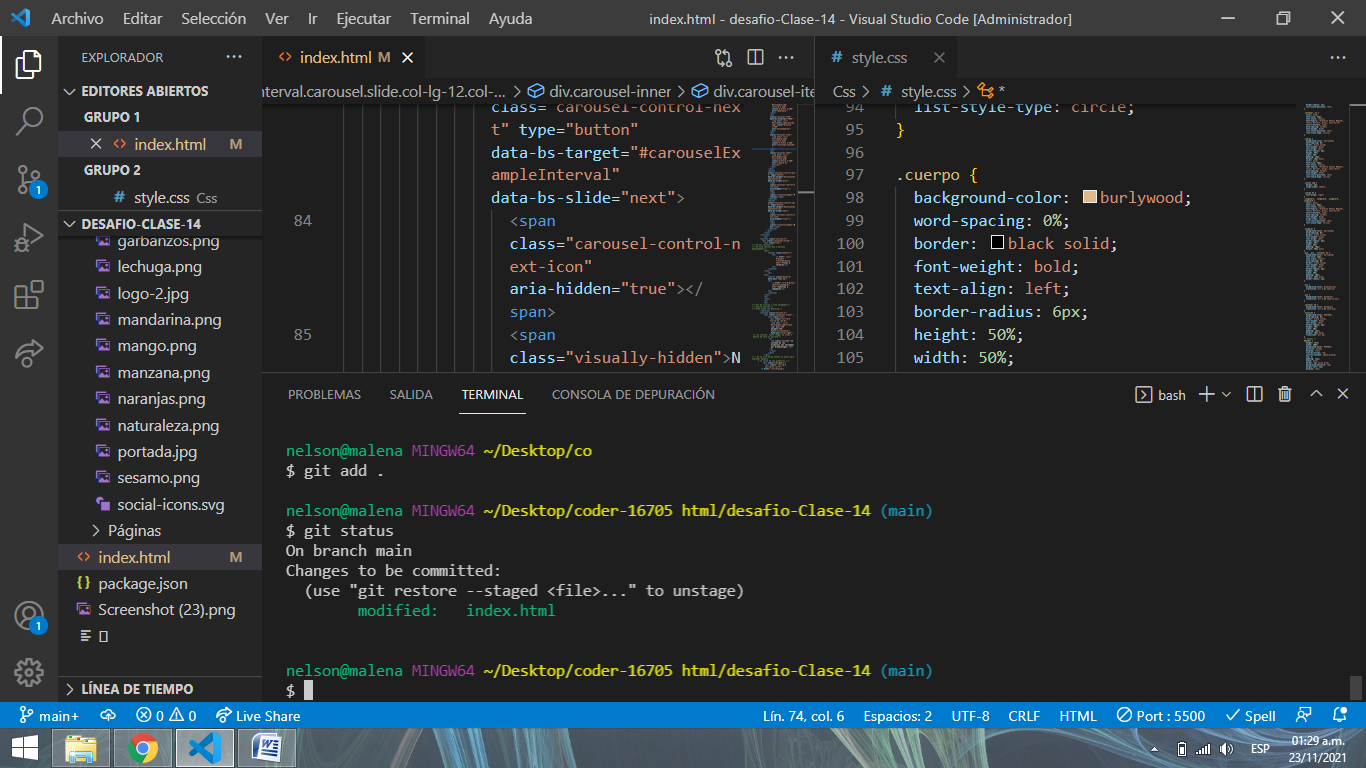 Archivo Editar Selección Ver Ir Ejecutar Terminal Ayuda
index.html - desafio-Clase-14 - Visual Studio Code [Administrador]
EXPLORADOR
EDITORES ABIERTOS
GRUPO 1
index.html M
GRUPO 2
style.css Css
DESAFIO-CLASE-14
garbanzos.png
lechuga.png
logo-2.jpg
mandarina.png
mango.png
manzana.png
naranjas.png
naturaleza.png
portada.jpg
sesamo.png
social-icons.svg
Páginas
index.html M
package.json
Screenshot (23).png
LÍNEA DE TIEMPO
1
1
index.html M
nterval.carousel.slide.col-lg-12.col-... > div.carousel-inner > div.carousel-ite
class="carousel-control-nex
t" type="button"
data-bs-target="#carouselEx
ampleInterval"
data-bs-slide="next">
84 <span
class="carousel-control-n
ext-icon"
aria-hidden="true"></
span>
85 <span
class="visually-hidden">N
style.css
Css > style.css > *
94 list-style-type: circle;
95 }
96
97 .cuerpo {
98 background-color: burlywood;
99 word-spacing: 0%;
100 border: black solid;
101 font-weight: bold;
102 text-align: left;
103 border-radius: 6px;
104 height: 50%;
105 width: 50%;
PROBLEMAS SALIDA TERMINAL CONSOLA DE DEPURACIÓN
bash
nelson@malena MINGW64 ~/Desktop/co
$ git add .
nelson@malena MINGW64 ~/Desktop/coder-16705 html/desafio-Clase-14 (main)
$ git status
On branch main
Changes to be committed:
(use "git restore --staged <file>..." to unstage)
modified: index.html
nelson@malena MINGW64 ~/Desktop/coder-16705 html/desafio-Clase-14 (main)
$
main+ 0 0 Live Share Lín. 74, col. 6 Espacios: 2 UTF-8 CRLF HTML Port : 5500 Spell
ESP
01:29 a.m.
23/11/2021